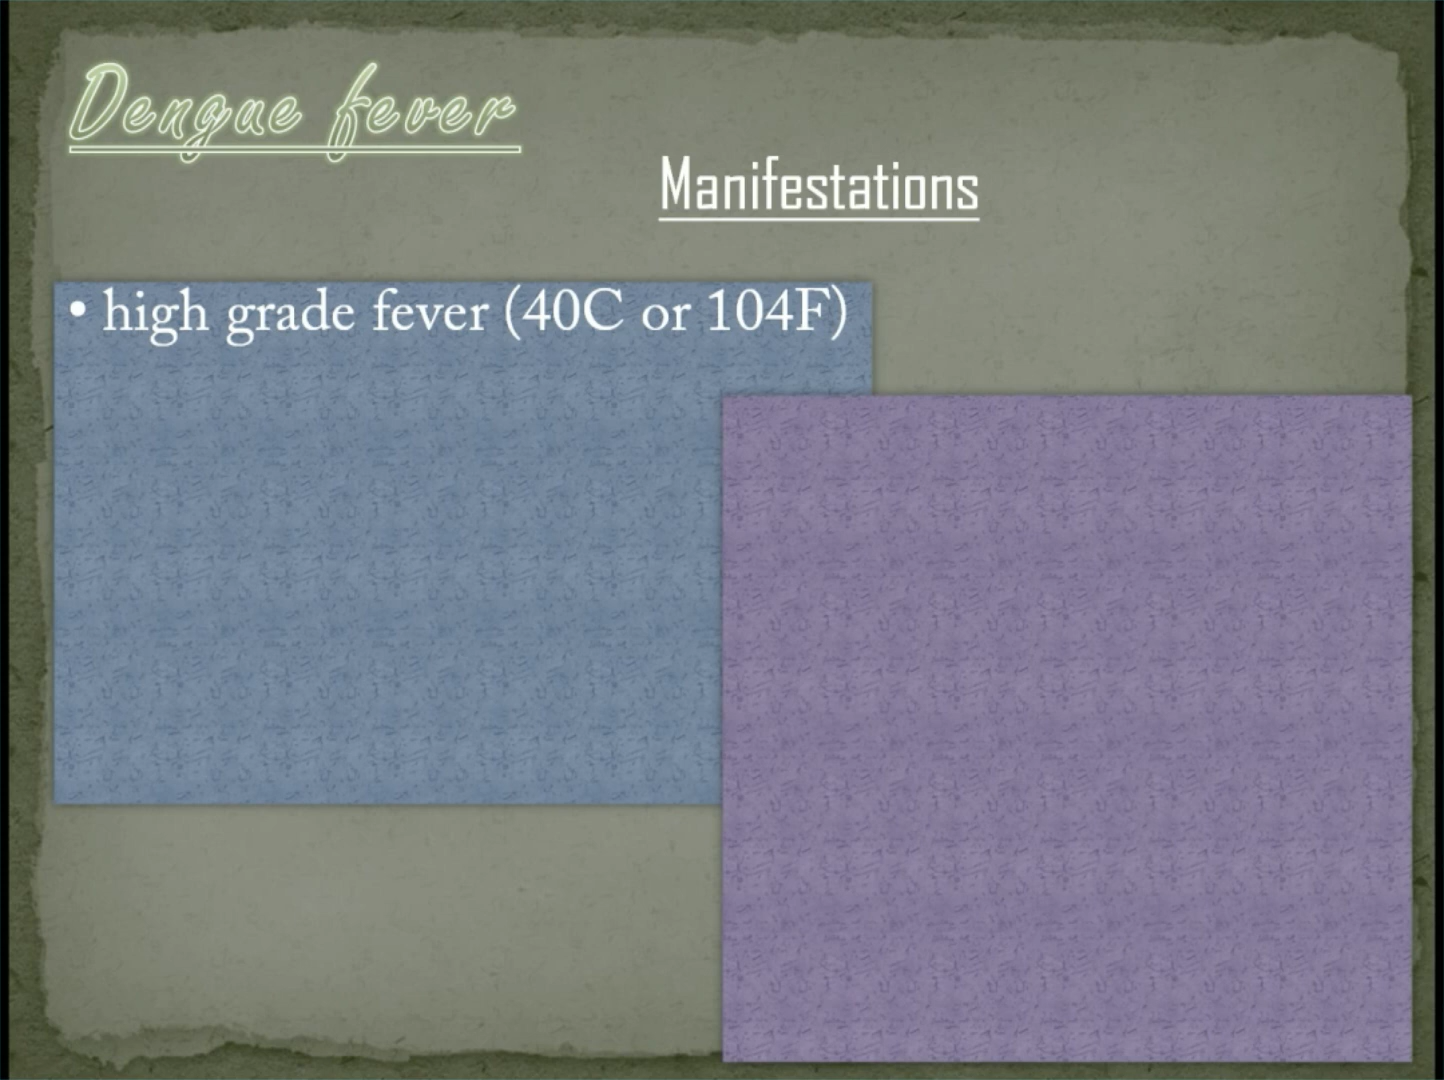 Dengue fever
Manifestations
• high grade fever (40C or 104F)